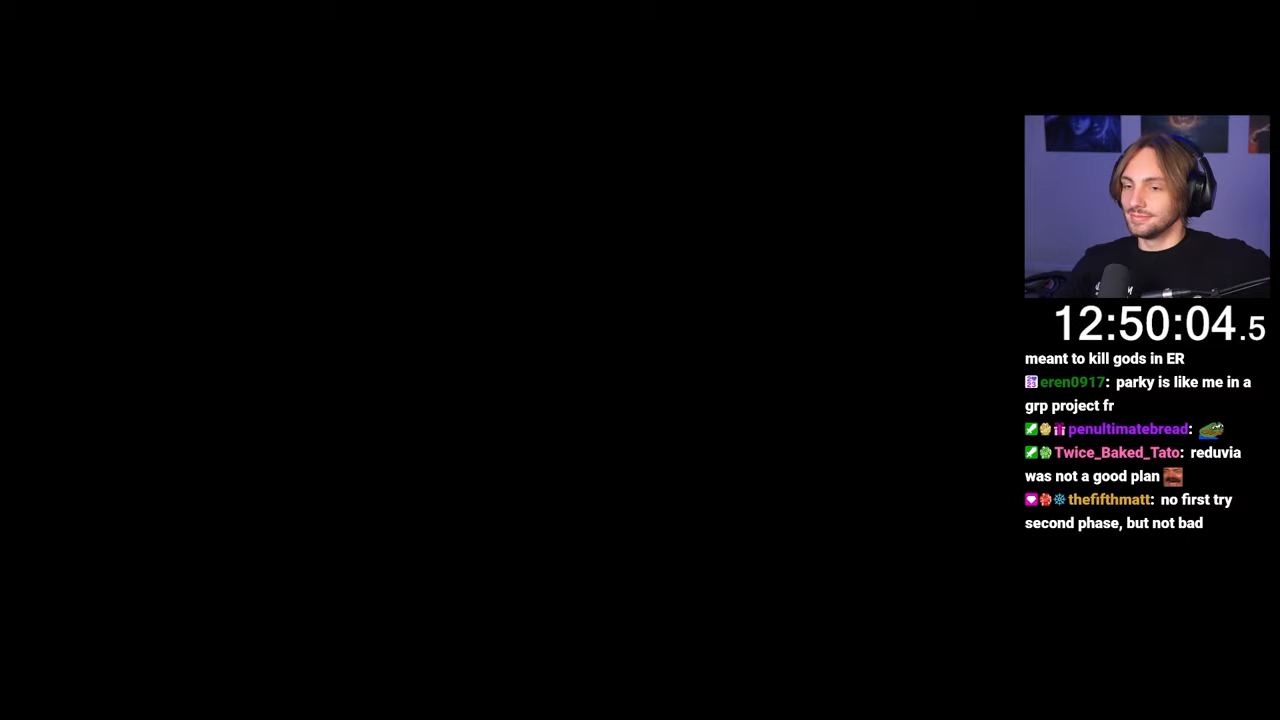 12:50:04.5
meant to kill gods in ER
eren0917: parky is like me in a
grp project fr
penultimatebread:
Twice_Baked_Tato: reduvia
was not a good plan
thefifthmatt: no first try
second phase, but not bad